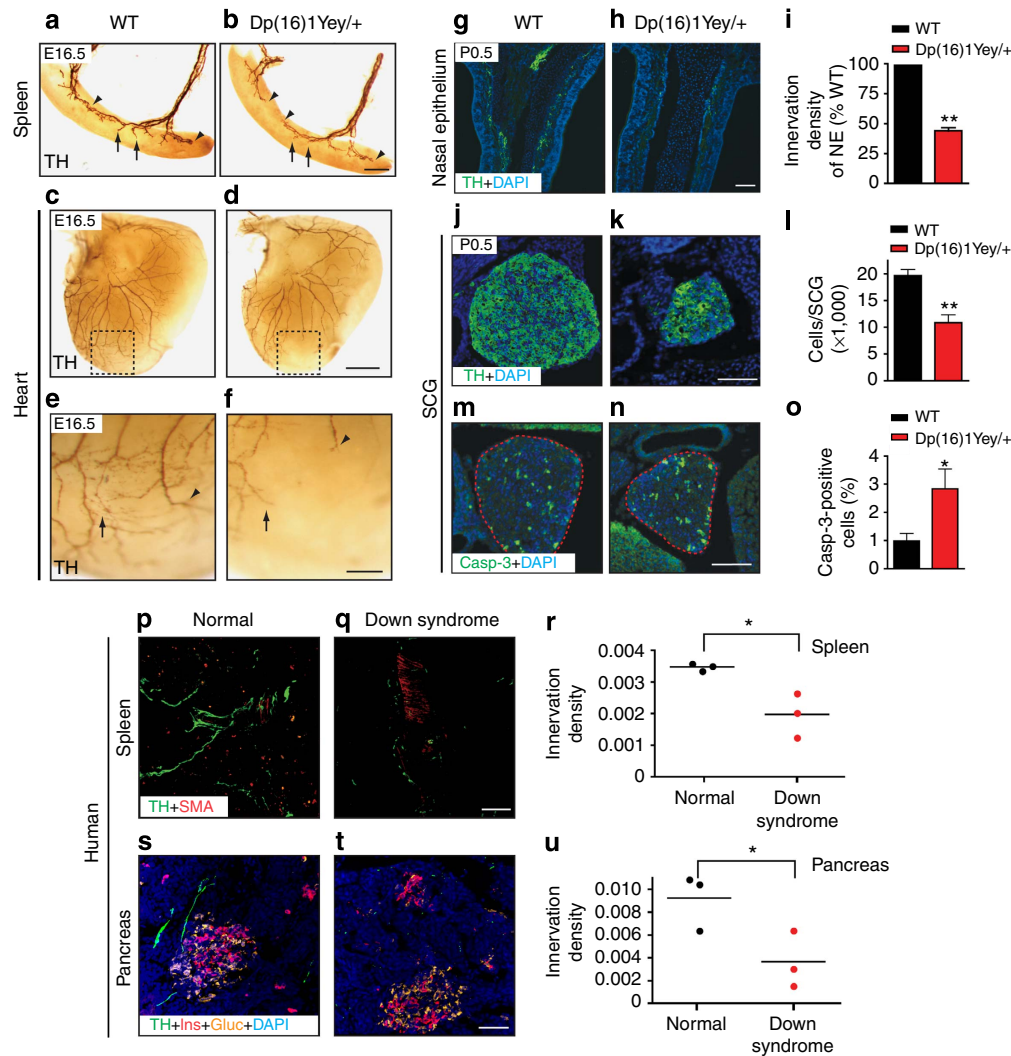 a WT b Dp(16)1Yey/+
Spleen
E16.5
TH
Heart
c d
E16.5
TH
e f
E16.5
TH
g WT h Dp(16)1Yey/+
Nasal epithelium
P0.5
TH+DAPI
i
WT
Dp(16)1Yey/+
Innervation
density
of NE (% WT)
100
75
50
25
0
**
SCG
j k
P0.5
TH+DAPI
l
WT
Dp(16)1Yey/+
Cells/SCG
(×1,000)
20
15
10
5
0
**
m n
Casp-3+DAPI
o
WT
Dp(16)1Yey/+
Casp-3-positive
cells (%)
4
3
2
1
0
*
Human
p Normal q Down syndrome
Spleen
TH+SMA
r
* Spleen
Innervation
density
0.004
0.003
0.002
0.001
0
Normal Down
syndrome
s t
Pancreas
TH+Ins+Gluc+DAPI
u
* Pancreas
Innervation
density
0.010
0.008
0.006
0.004
0.002
0
Normal Down
syndrome